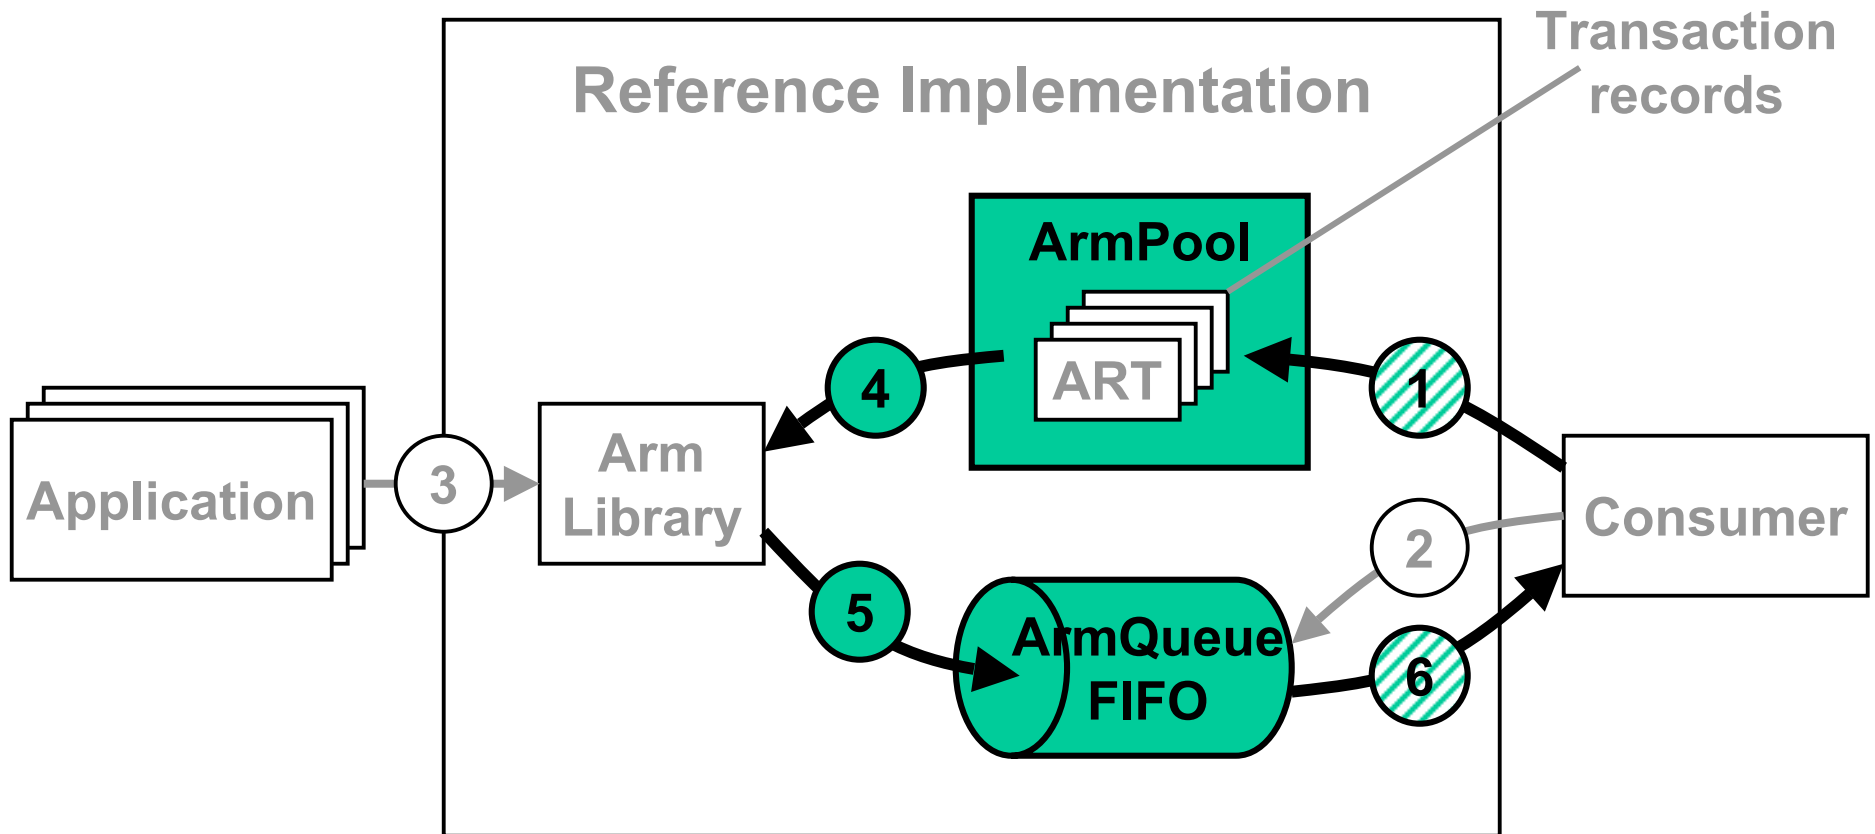 Transaction
records
Reference Implementation
ArmPool
ART
4
1
Application
3
Arm
Library
2
Consumer
5
ArmQueue
FIFO
6